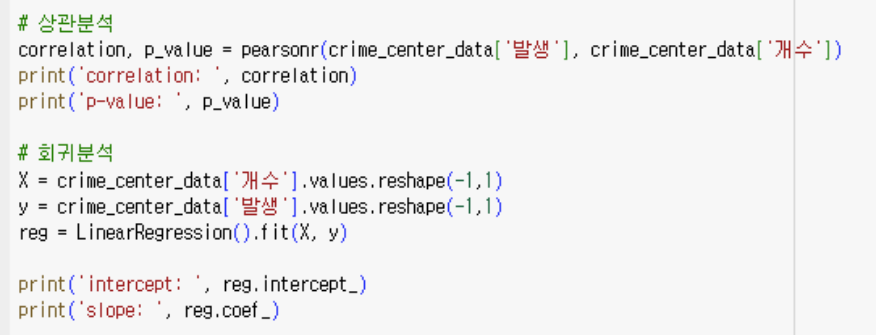 # 상관분석
correlation, p_value = pearsonr(crime_center_data['발생'], crime_center_data['개수'])
print('correlation: ', correlation)
print('p-value: ', p_value)
# 회귀분석
X = crime_center_data['개수'].values.reshape(-1,1)
y = crime_center_data['발생'].values.reshape(-1,1)
reg = LinearRegression().fit(X, y)
print('intercept: ', reg.intercept_)
print('slope: ', reg.coef_)